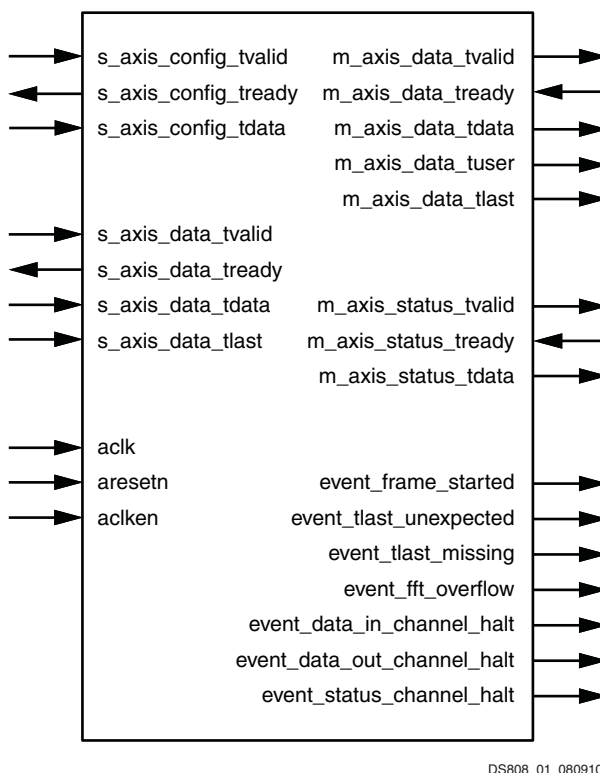 s_axis_config_tvalid m_axis_data_tvalid
s_axis_config_tready m_axis_data_tready
s_axis_config_tdata m_axis_data_tdata
m_axis_data_tuser
m_axis_data_tlast
s_axis_data_tvalid
s_axis_data_tready
s_axis_data_tdata m_axis_status_tvalid
s_axis_data_tlast m_axis_status_tready
m_axis_status_tdata
aclk
aresetn event_frame_started
aclken event_tlast_unexpected
event_tlast_missing
event_fft_overflow
event_data_in_channel_halt
event_data_out_channel_halt
event_status_channel_halt
DS808_01_080910